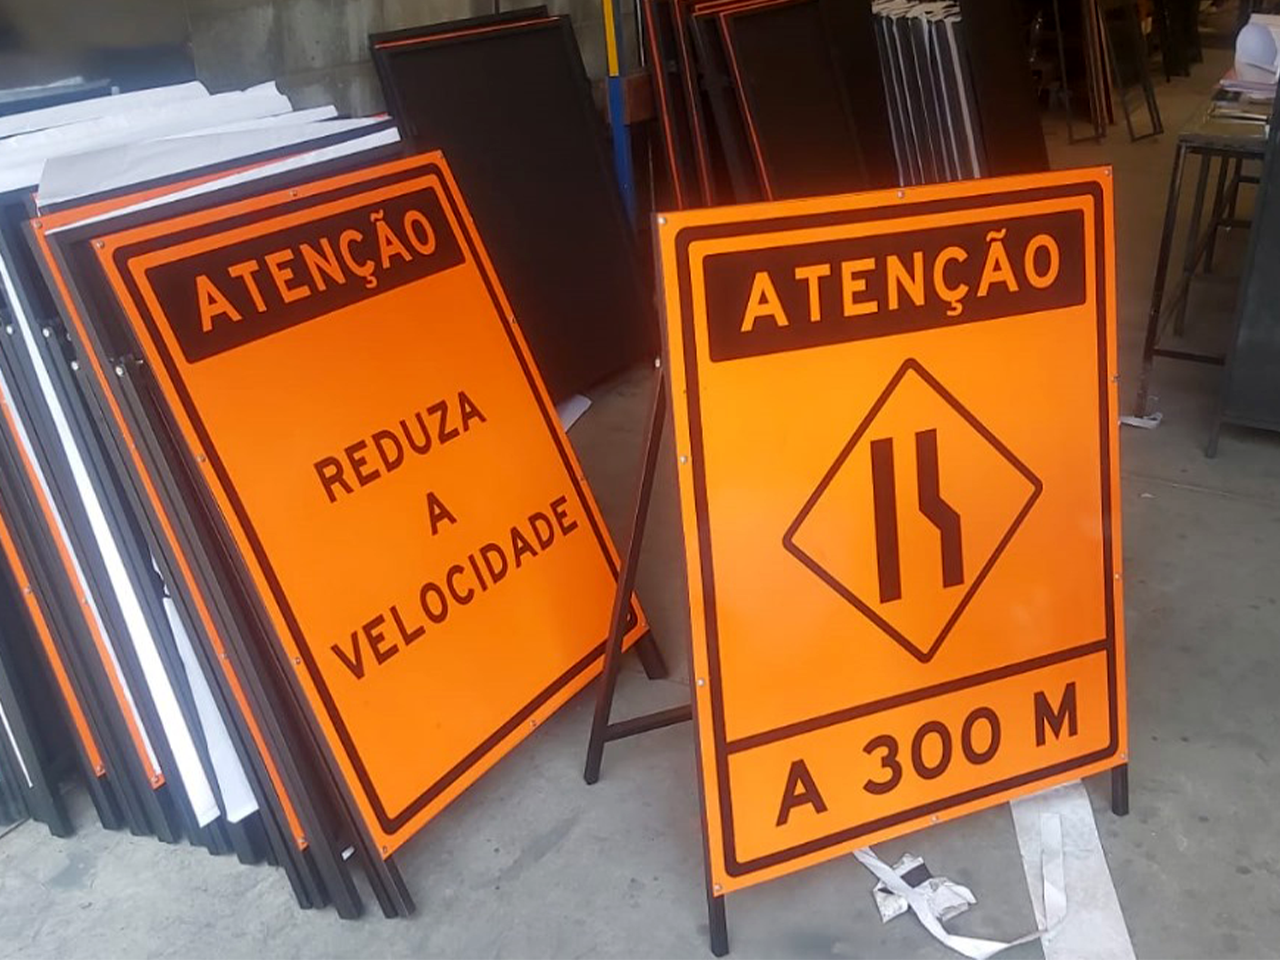 ATENÇÃO
REDUZA
A
VELOCIDADE
ATENÇÃO
A 300 M